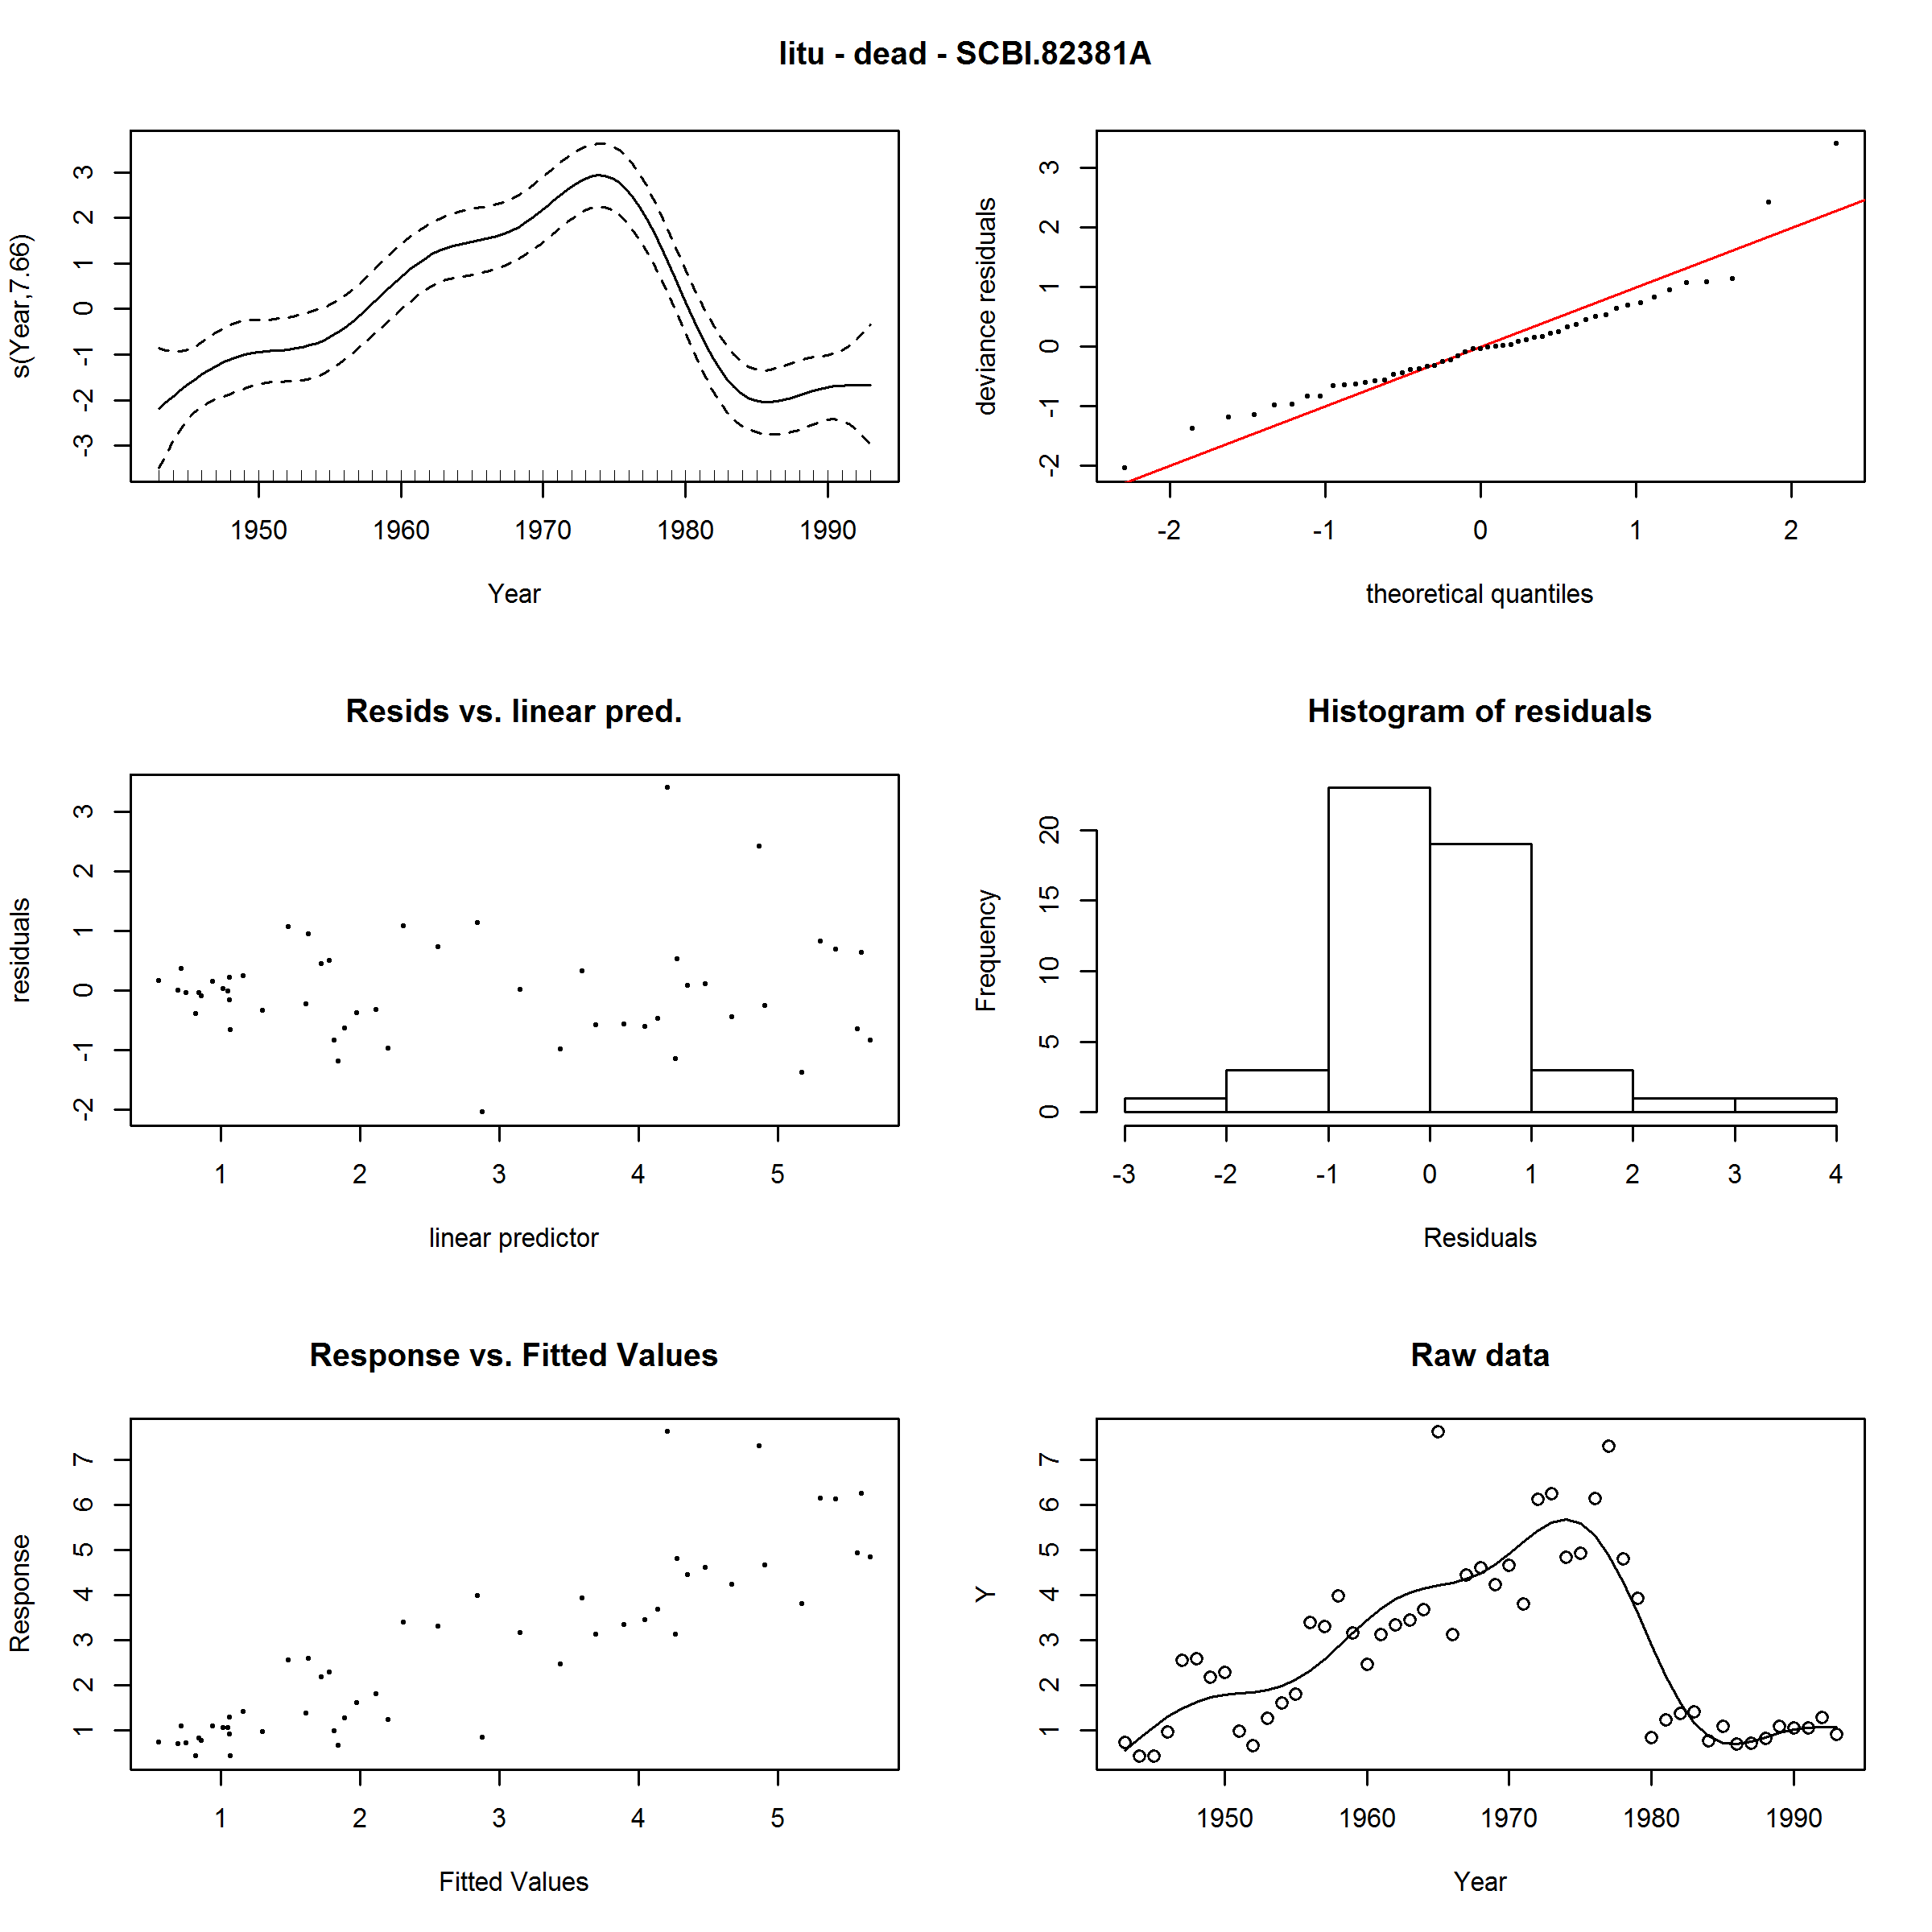 litu - dead - SCBI.82381A
s(Year,7.66)
3
2
1
0
-1
-2
-3
1950 1960 1970 1980 1990
Year
deviance residuals
3
2
1
0
-1
-2
-2 -1 0 1 2
theoretical quantiles
Resids vs. linear pred.
residuals
3
2
1
0
-1
-2
1 2 3 4 5
linear predictor
Histogram of residuals
Frequency
20
15
10
5
0
-3 -2 -1 0 1 2 3 4
Residuals
Response vs. Fitted Values
Response
7
6
5
4
3
2
1
1 2 3 4 5
Fitted Values
Raw data
Y
7
6
5
4
3
2
1
1950 1960 1970 1980 1990
Year